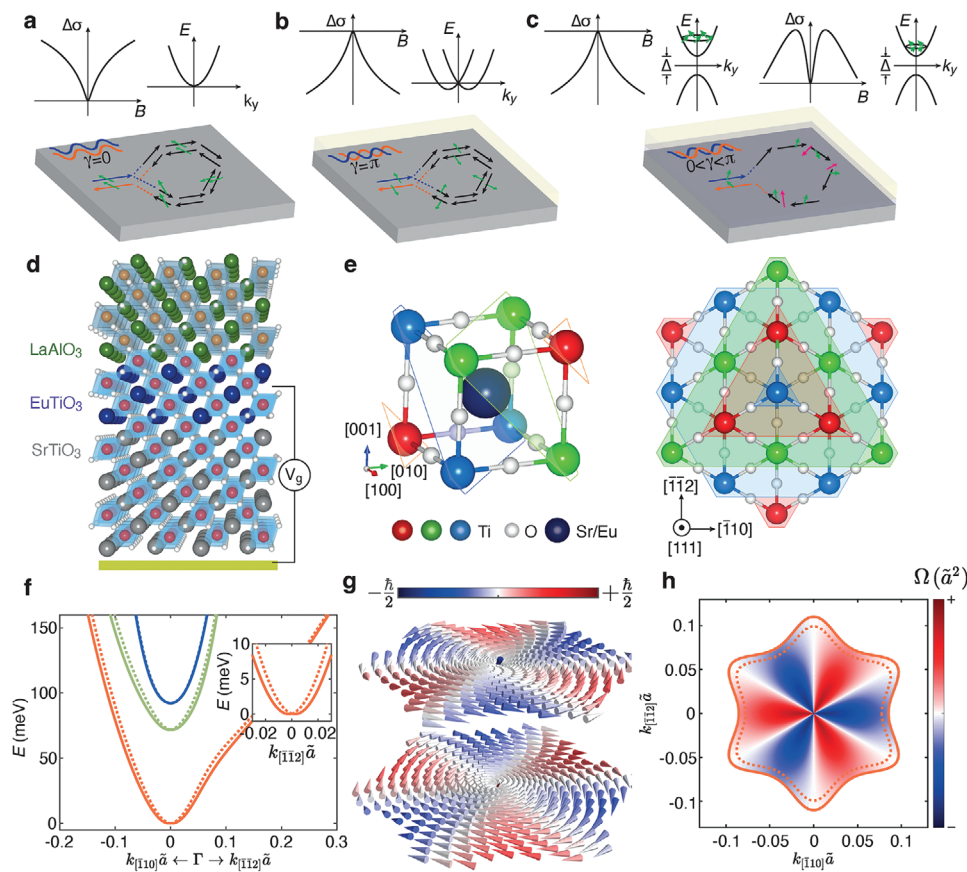 a
Δσ
B
E
k_y
γ=0
b
Δσ
B
E
k_y
γ=π
c
Δσ
B
E
k_y
Δ
Δσ
B
E
k_y
Δ
0<γ<π
d
LaAlO₃
EuTiO₃
SrTiO₃
V_g
e
[001]
[010]
[100]
Ti
O
Sr/Eu
[1̄1̄2]
[1̄10]
[111]
f
E (meV)
150
100
50
0
-0.1
0
0.1
0.2
0.3
k_[1̄10]ã ← Γ → k_[1̄1̄2]ã
E (meV)
10
5
0
-0.02
0
0.02
k_[1̄1̄2]ã
g
−ħ/2
+ħ/2
h
Ω (ã²)
+
−
k_[1̄1̄2]ã
0.1
0.05
0
-0.05
-0.1
-0.1
-0.05
0
0.05
0.1
k_[1̄10]ã